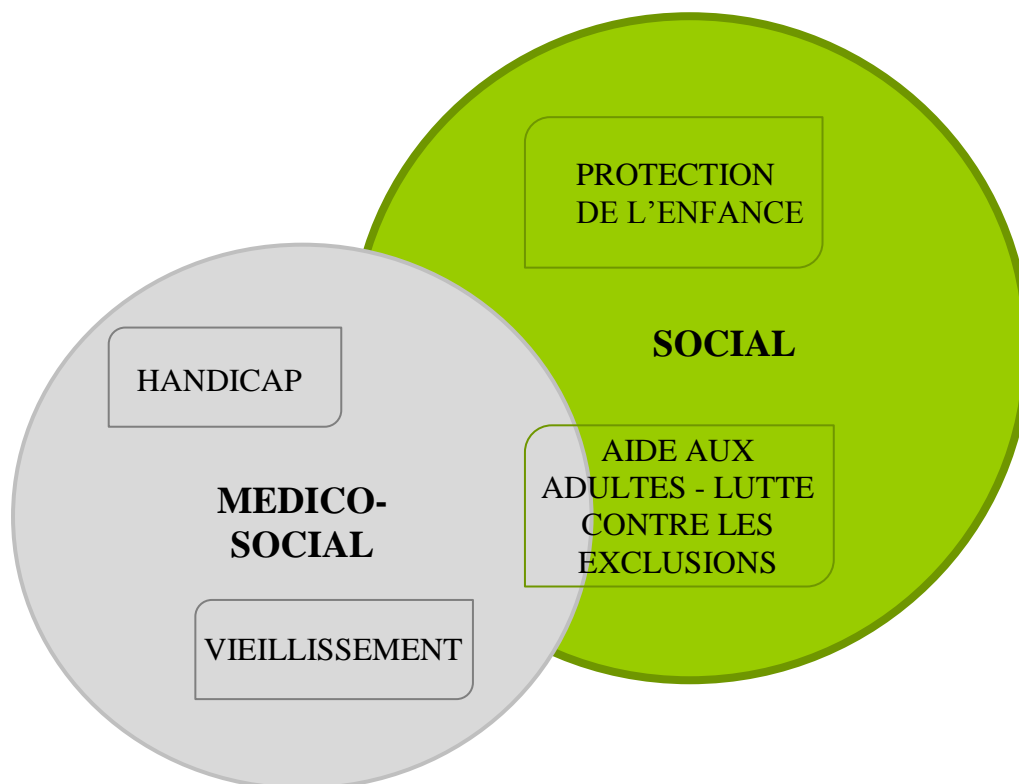 PROTECTION
DE L’ENFANCE
SOCIAL
HANDICAP
AIDE AUX
ADULTES - LUTTE
CONTRE LES
EXCLUSIONS
MEDICO-
SOCIAL
VIEILLISSEMENT